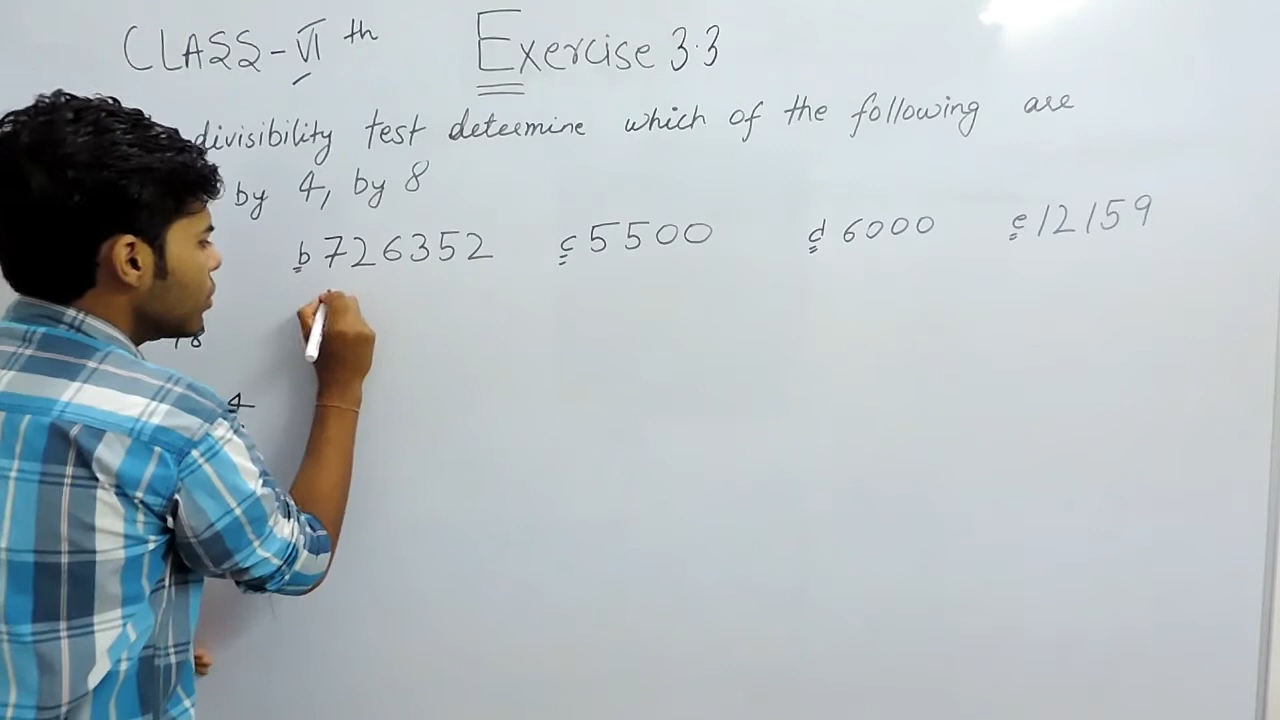 CLASS-VI th Exercise 3.3
divisibility test determine which of the following are
by 4, by 8
b 726352 c 5500 d 6000 e 12159
8
4